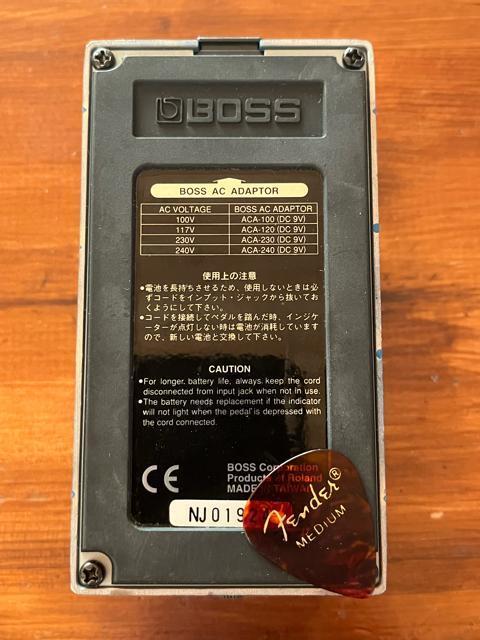 BOSS
BOSS AC ADAPTOR
AC VOLTAGE BOSS AC ADAPTOR
100V ACA-100 (DC 9V)
117V ACA-120 (DC 9V)
230V ACA-230 (DC 9V)
240V ACA-240 (DC 9V)
使用上の注意
●電池を長持ちさせるため、使用しないときは必
ずコードをインプット・ジャックから抜いてお
くようにして下さい。
●コードを接続してペダルを踏んだ時、インジケ
ーターが点灯しない時は電池が消耗しています
ので、新しい電池と交換して下さい。
CAUTION
●For longer battery life, always keep the cord
disconnected from input jack when not in use.
●The battery needs replacement if the indicator
will not light when the pedal is depressed with
the cord connected.
CE
BOSS Corporation
Products of Roland
MADE IN TAIWAN
NJ019
Fender®
MEDIUM